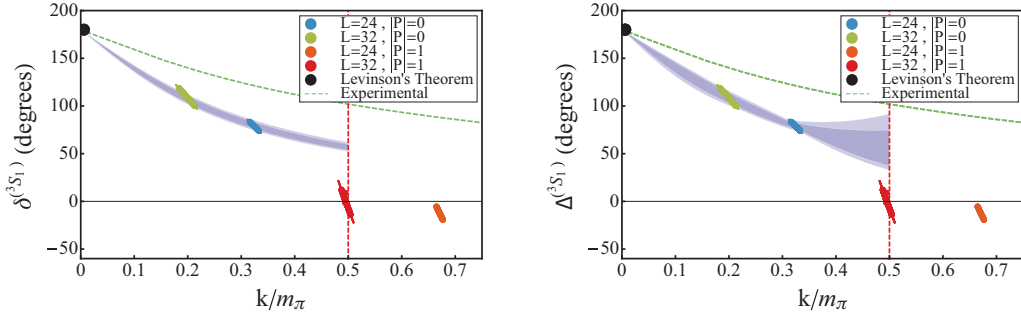 200
150
100
50
0
−50
δ(³S₁) (degrees)
L=24 , |P|=0
L=32 , |P|=0
L=24 , |P|=1
L=32 , |P|=1
Levinson's Theorem
Experimental
0 0.1 0.2 0.3 0.4 0.5 0.6 0.7
k/mπ
200
150
100
50
0
−50
Δ(³S₁) (degrees)
L=24 , |P|=0
L=32 , |P|=0
L=24 , |P|=1
L=32 , |P|=1
Levinson's Theorem
Experimental
0 0.1 0.2 0.3 0.4 0.5 0.6 0.7
k/mπ